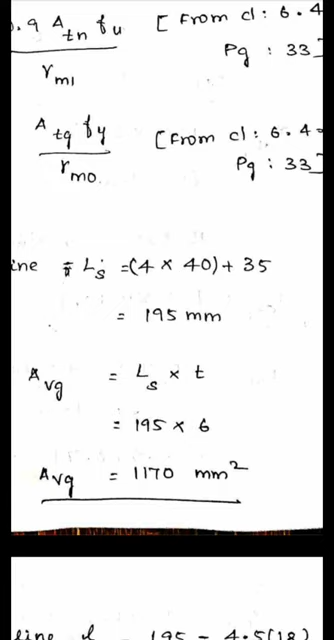 .9 Atn fu [ From cl: 6.4
γm1 Pg : 33]
Atg fy [From cl: 6.4
γmo Pg : 33]
ine = Ls = (4 × 40) + 35
= 195 mm
Avg = Ls × t
= 195 × 6
Avg = 1170 mm²
line = 195 - 4.5(18)